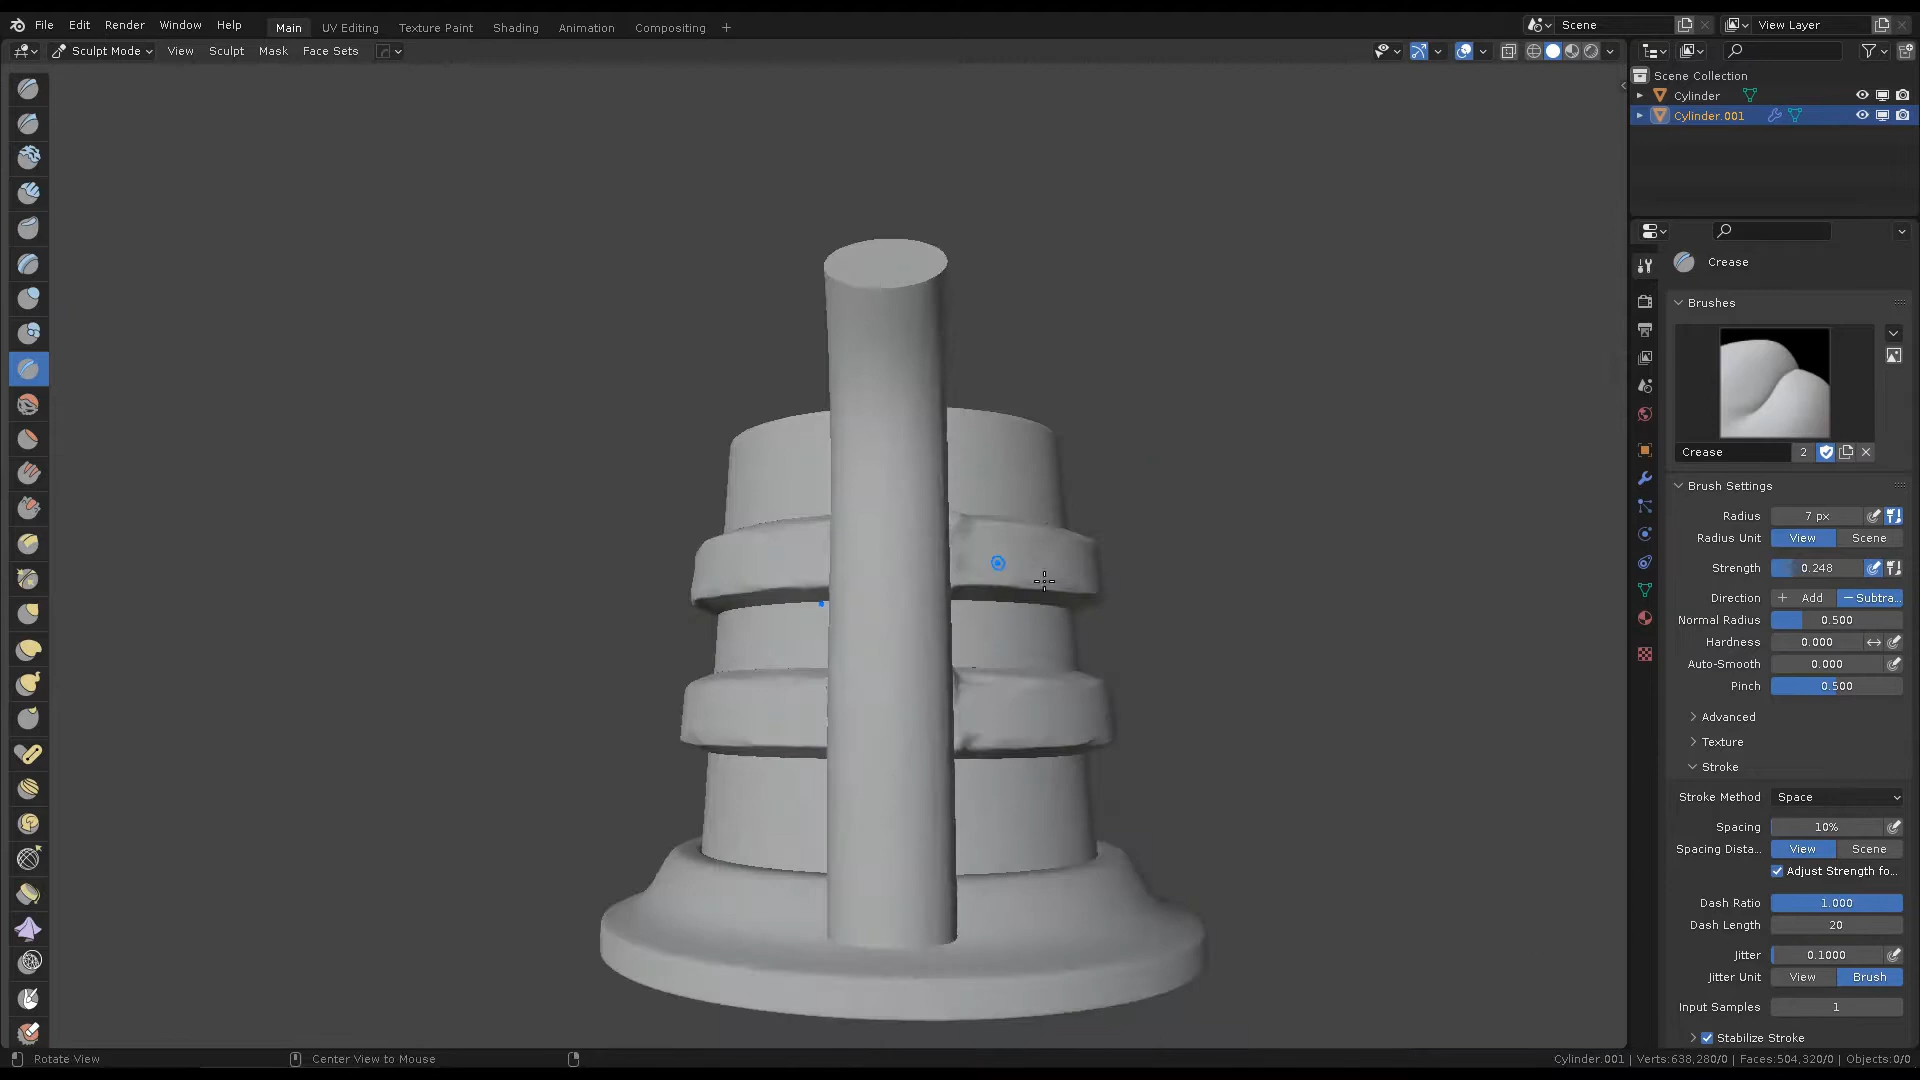 File Edit Render Window Help Main UV Editing Texture Paint Shading Animation Compositing + Scene View Layer
Sculpt Mode View Sculpt Mask Face Sets
Scene Collection
Cylinder
Cylinder.001
Crease
Brushes
Crease 2
Brush Settings
Radius 7 px
Radius Unit View Scene
Strength 0.248
Direction + Add − Subtra...
Normal Radius 0.500
Hardness 0.000
Auto-Smooth 0.000
Pinch 0.500
Advanced
Texture
Stroke
Stroke Method Space
Spacing 10%
Spacing Dista... View Scene
Adjust Strength fo...
Dash Ratio 1.000
Dash Length 20
Jitter 0.1000
Jitter Unit View Brush
Input Samples 1
Stabilize Stroke
Rotate View Center View to Mouse Cylinder.001 | Verts:638,280/0 | Faces:504,320/0 | Objects:0/0